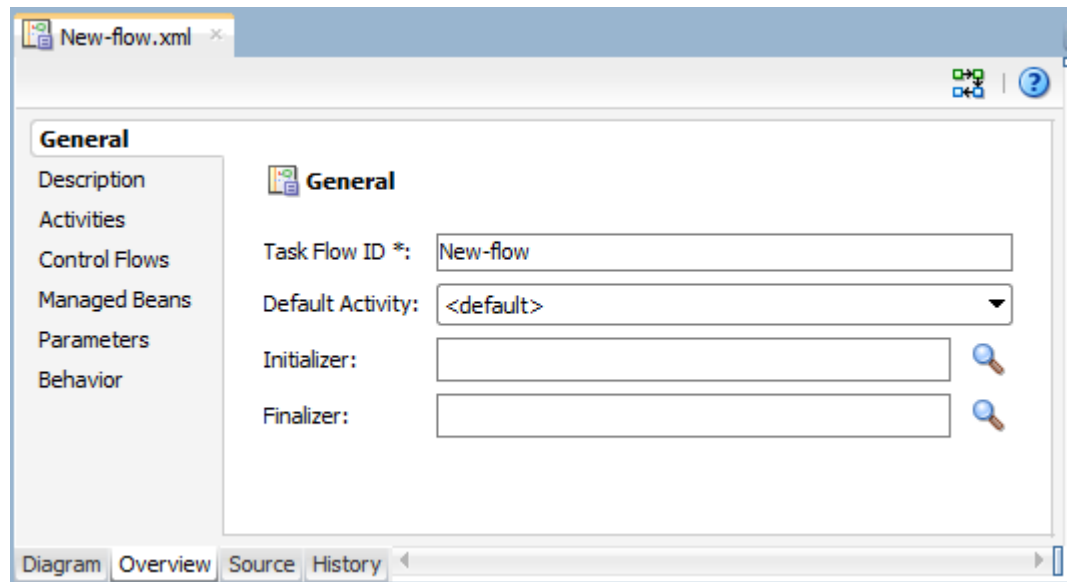 New-flow.xml
General
Description
Activities
Control Flows
Managed Beans
Parameters
Behavior
General
Task Flow ID *: New-flow
Default Activity: <default>
Initializer:
Finalizer:
Diagram Overview Source History